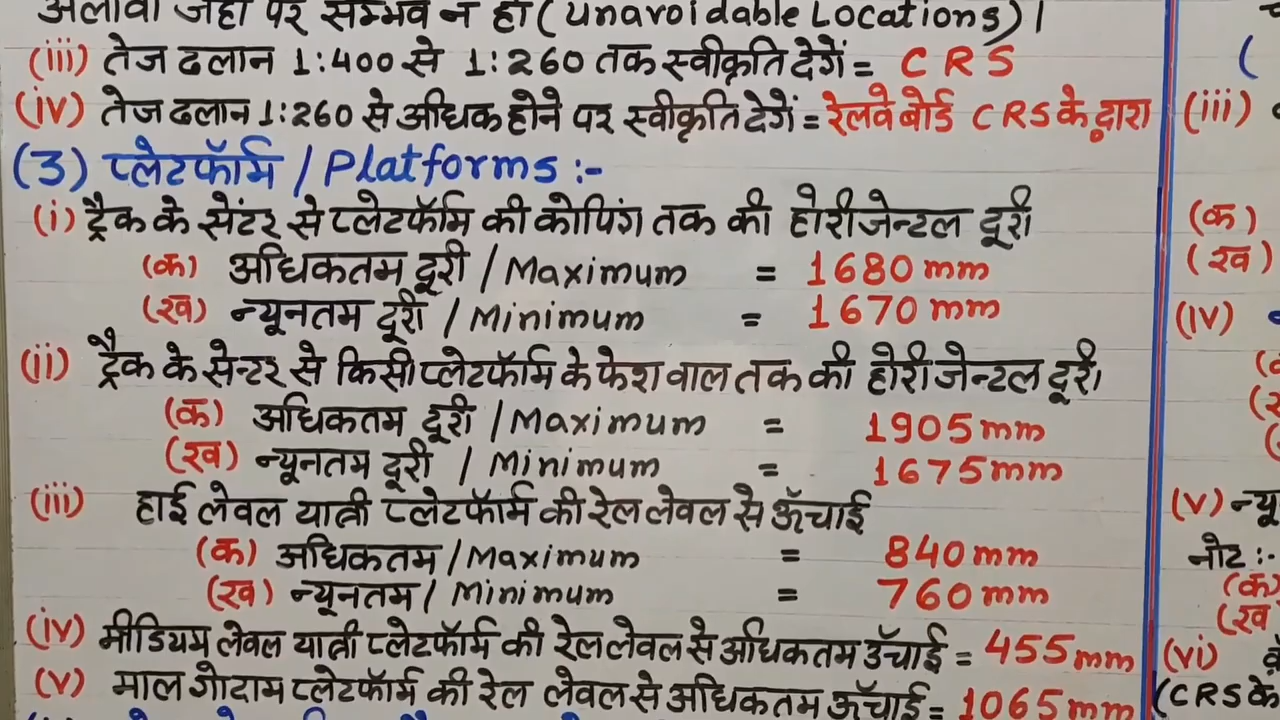 अलावा जहाँ पर सम्भव न हो (Unavoidable Locations)।
(iii) तेज ढलान 1:400 से 1:260 तक स्वीकृति देगें = CRS
(iv) तेज ढलान 1:260 से अधिक होने पर स्वीकृति देगें = रेलवे बोर्ड CRS के द्वारा
(3) प्लेटफॉर्म / Platforms :-
(i) ट्रैक के सेंटर से प्लेटफॉर्म की कोपिंग तक की होरीजेन्टल दूरी
(क) अधिकतम दूरी / Maximum = 1680 mm
(ख) न्यूनतम दूरी / Minimum = 1670 mm
(ii) ट्रैक के सेन्टर से किसी प्लेटफॉर्म के फेश वाल तक की होरीजेन्टल दूरी
(क) अधिकतम दूरी / Maximum = 1905 mm
(ख) न्यूनतम दूरी / Minimum = 1675 mm
(iii) हाई लेवल यात्री प्लेटफॉर्म की रेल लेवल से ऊँचाई
(क) अधिकतम / Maximum = 840 mm
(ख) न्यूनतम / Minimum = 760 mm
(iv) मीडियम लेवल यात्री प्लेटफॉर्म की रेल लेवल से अधिकतम उँचाई = 455 mm
(v) माल गोदाम प्लेटफॉर्म की रेल लेवल से अधिकतम ऊँचाई = 1065 mm
(iii)
(क)
(ख)
(iv)
(v) न्यू
नोट :-
(क)
(ख
(vi)
(CRS के